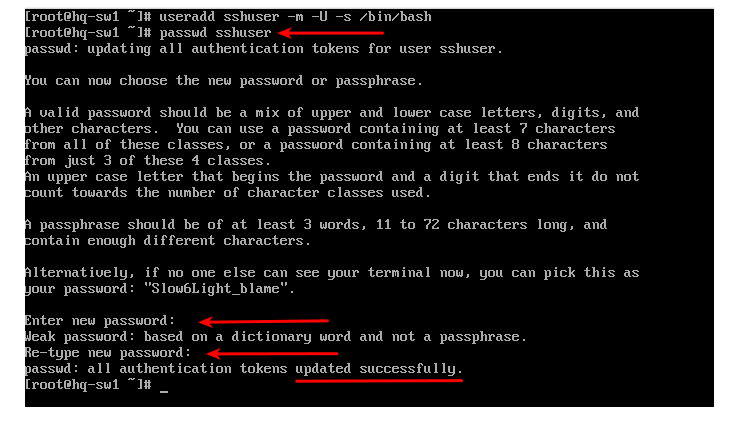 [root@hq-sw1 ~]# useradd sshuser -m -U -s /bin/bash
[root@hq-sw1 ~]# passwd sshuser
passwd: updating all authentication tokens for user sshuser.
You can now choose the new password or passphrase.
A valid password should be a mix of upper and lower case letters, digits, and
other characters.  You can use a password containing at least 7 characters
from all of these classes, or a password containing at least 8 characters
from just 3 of these 4 classes.
An upper case letter that begins the password and a digit that ends it do not
count towards the number of character classes used.
A passphrase should be of at least 3 words, 11 to 72 characters long, and
contain enough different characters.
Alternatively, if no one else can see your terminal now, you can pick this as
your password: "Slow6Light_blame".
Enter new password:
Weak password: based on a dictionary word and not a passphrase.
Re-type new password:
passwd: all authentication tokens updated successfully.
[root@hq-sw1 ~]# _